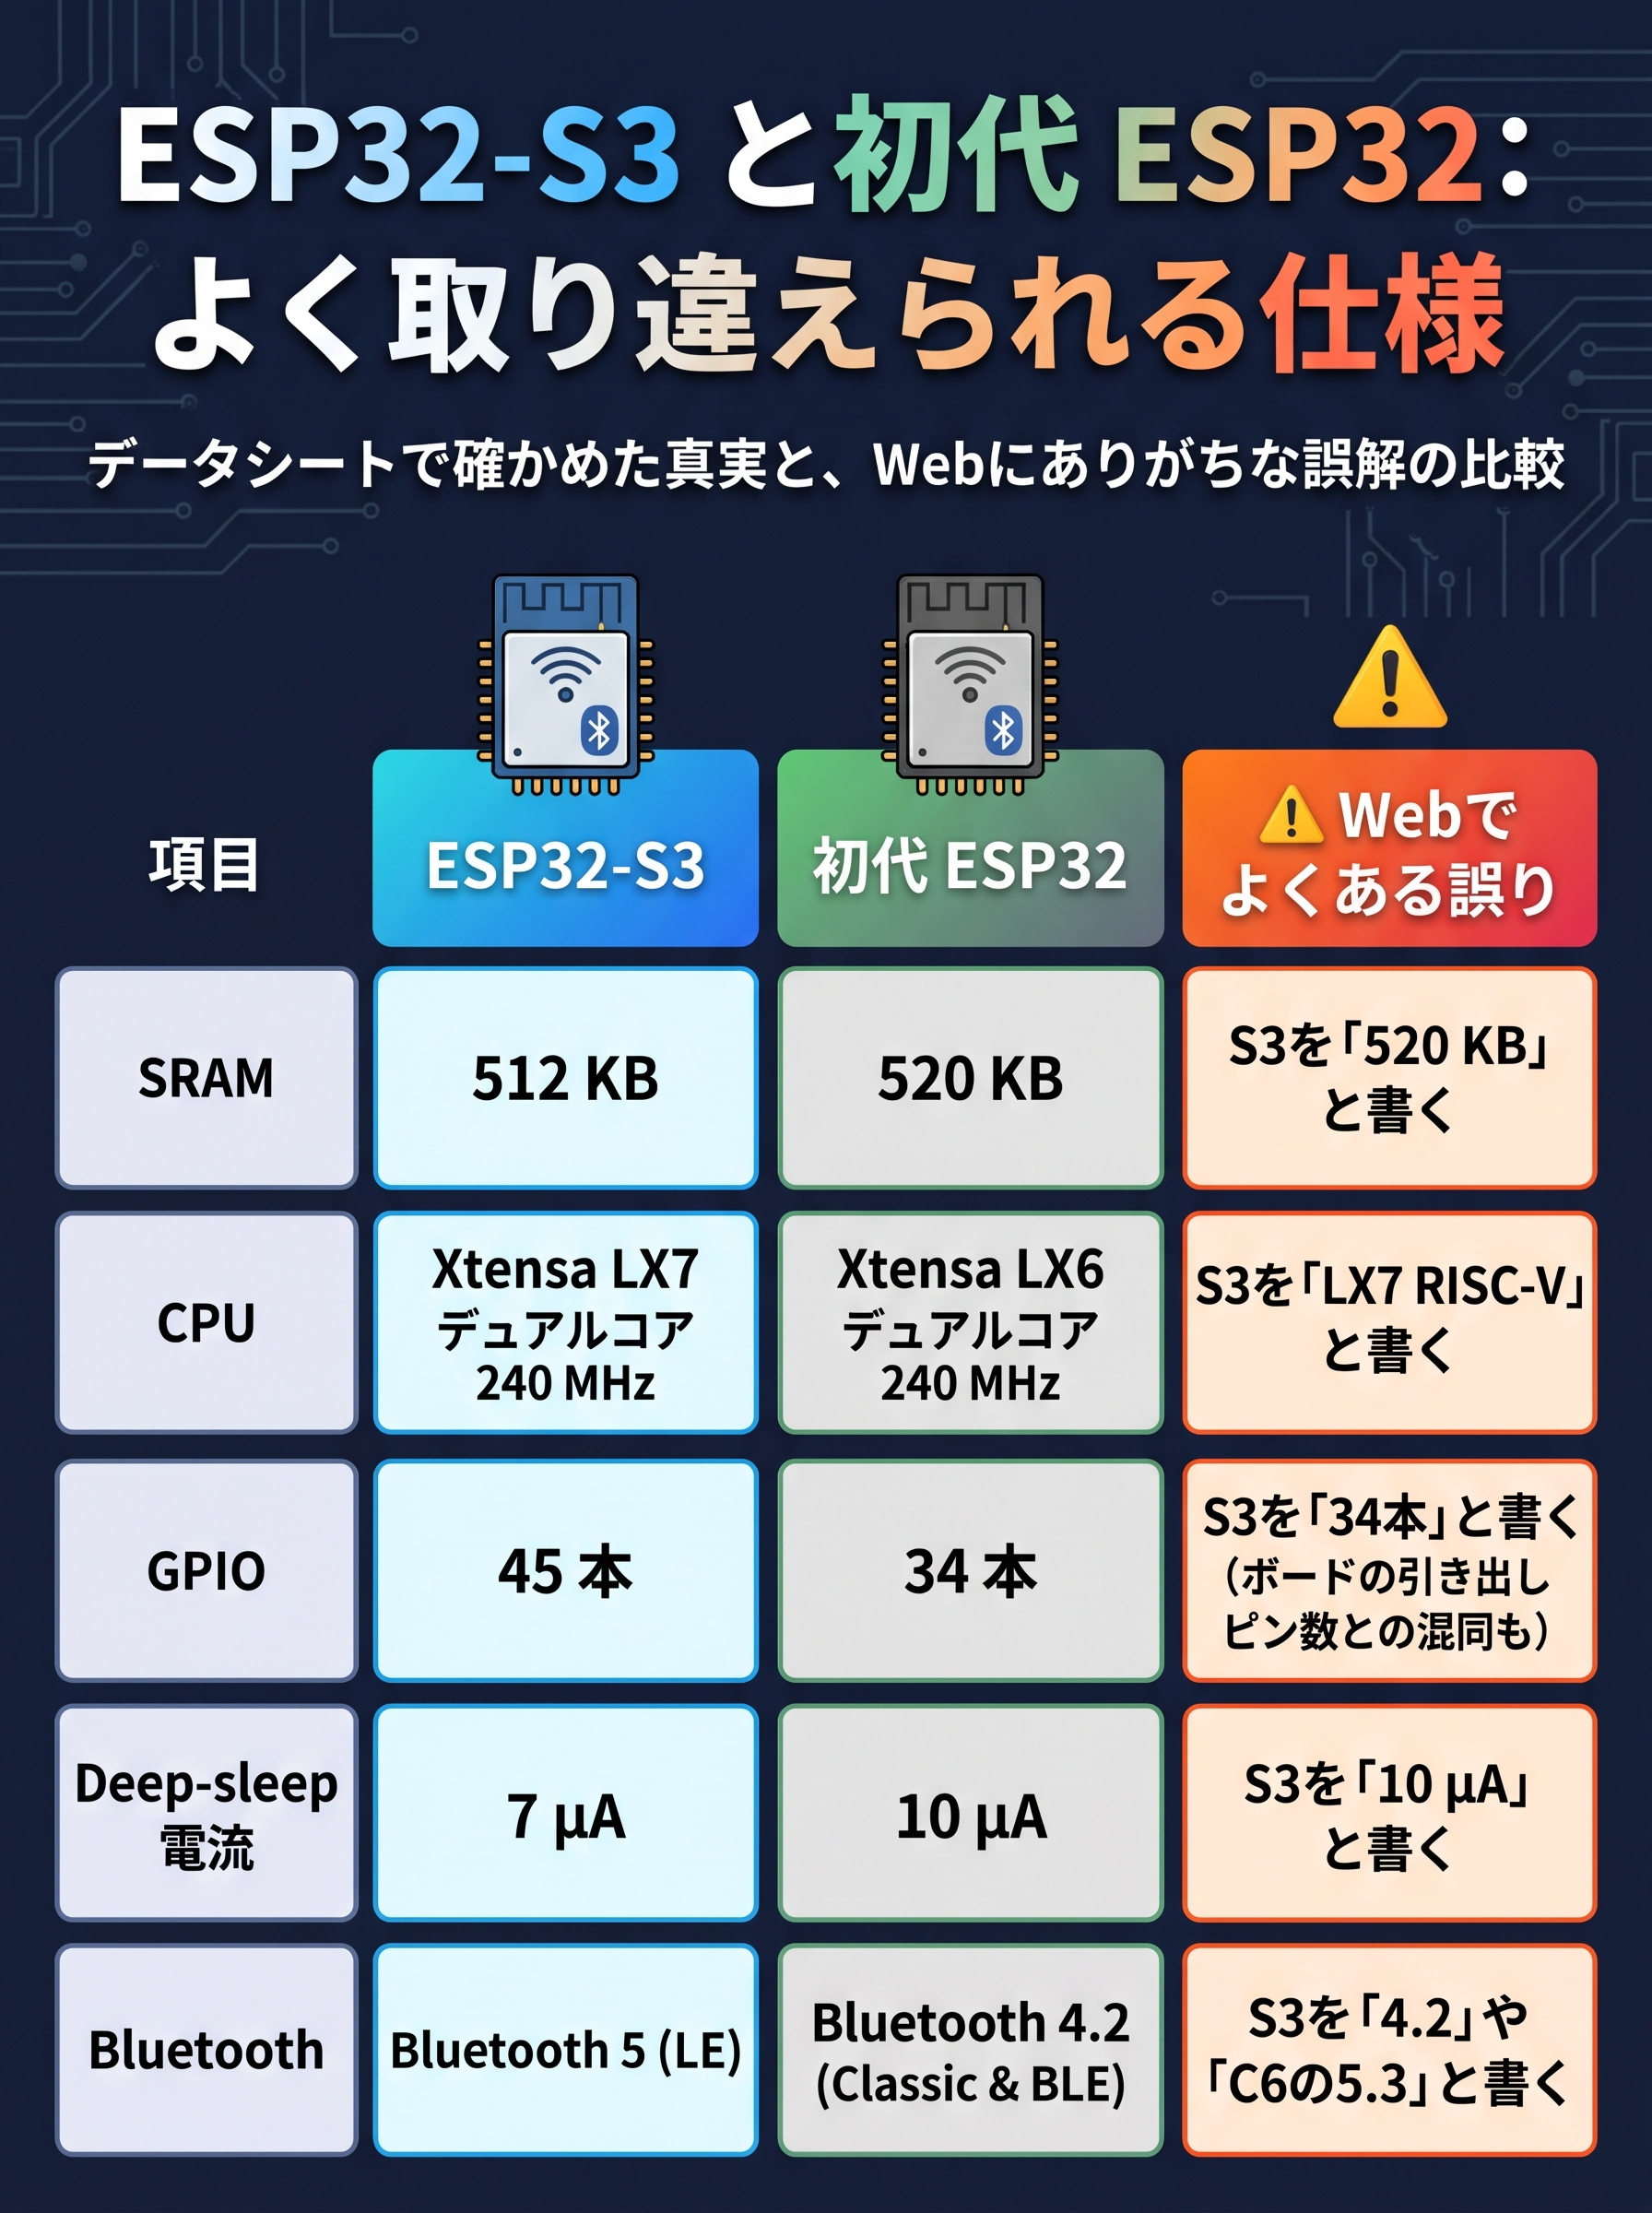 ESP32-S3 と初代 ESP32：
よく取り違えられる仕様
データシートで確かめた真実と、Webにありがちな誤解の比較
項目
ESP32-S3
初代 ESP32
⚠️ Webで
よくある誤り
SRAM
512 KB
520 KB
S3を「520 KB」
と書く
CPU
Xtensa LX7
デュアルコア
240 MHz
Xtensa LX6
デュアルコア
240 MHz
S3を「LX7 RISC-V」
と書く
GPIO
45 本
34 本
S3を「34本」と書く
（ボードの引き出し
ピン数との混同も）
Deep-sleep
電流
7 µA
10 µA
S3を「10 µA」
と書く
Bluetooth
Bluetooth 5 (LE)
Bluetooth 4.2
(Classic & BLE)
S3を「4.2」や
「C6の5.3」と書く